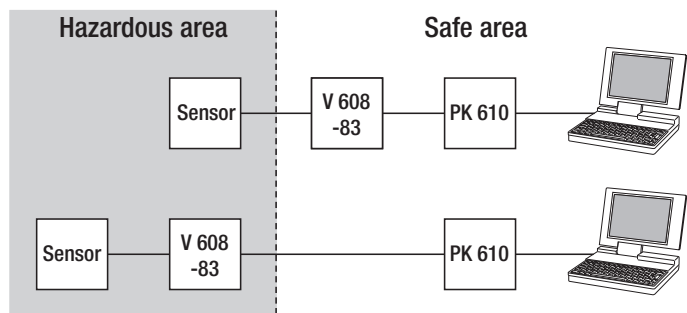 Hazardous area
Safe area
Sensor
V 608
-83
PK 610
Sensor
V 608
-83
PK 610